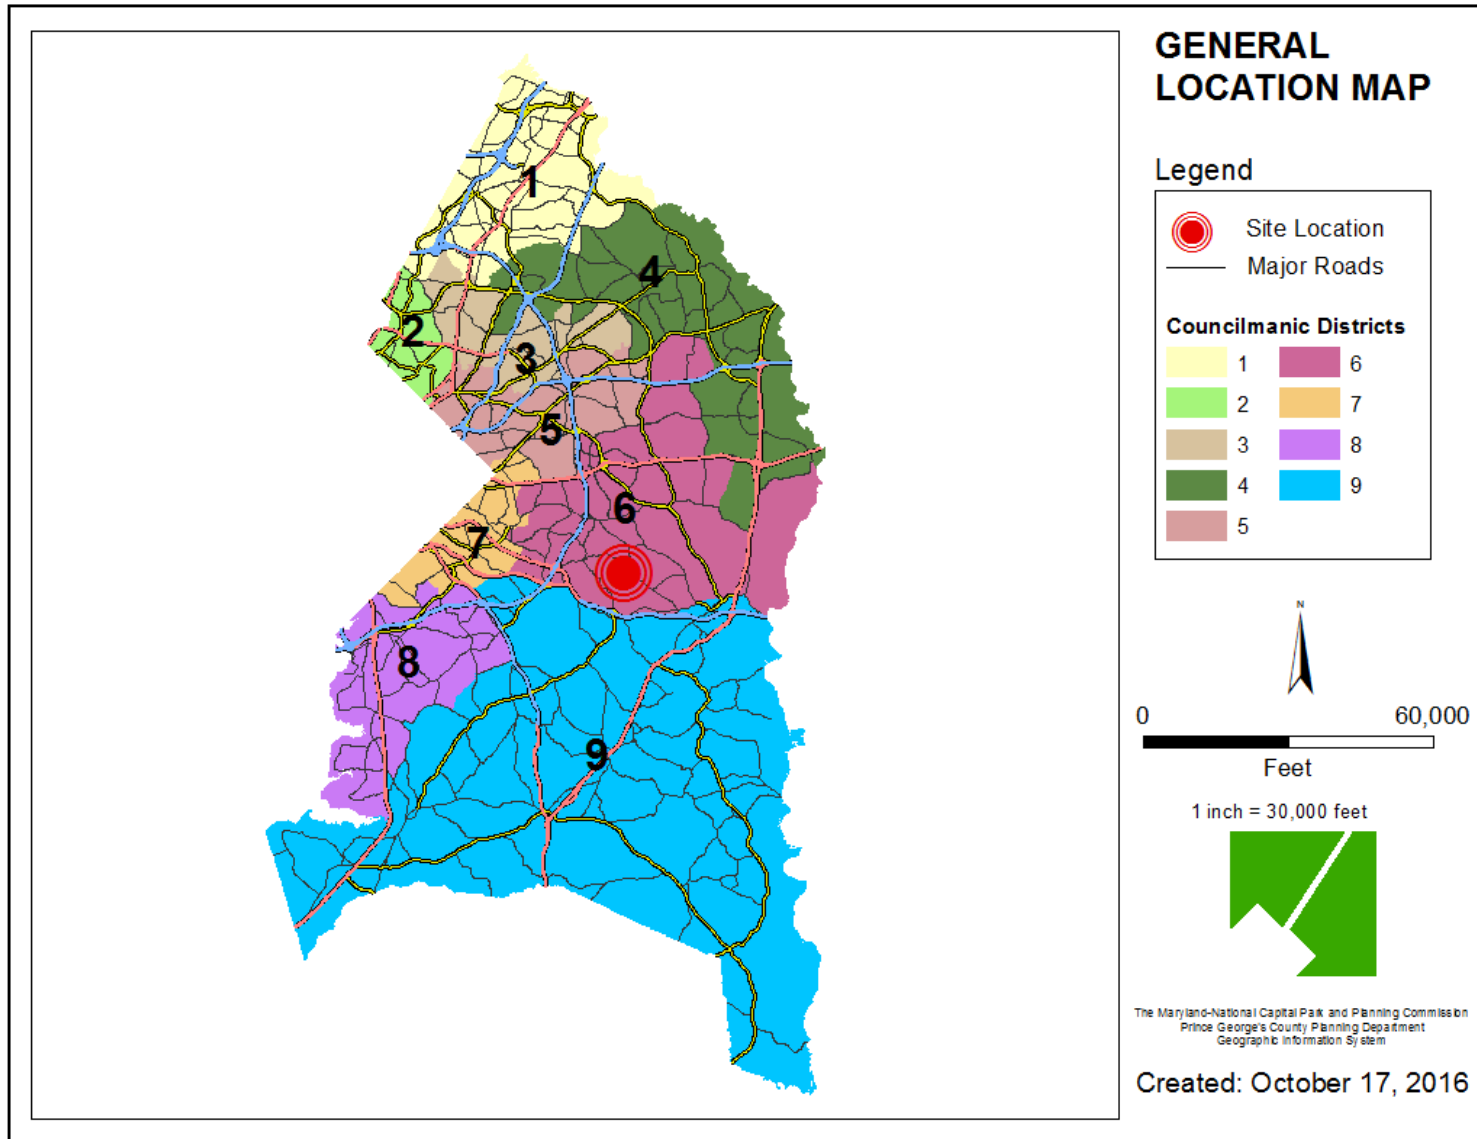 GENERAL
LOCATION MAP
Legend
Site Location
Major Roads
Councilmanic Districts
1 6
2 7
3 8
4 9
5
1
4
2
3
5
6
7
8
9
N
0 60,000
Feet
1 inch = 30,000 feet
The Maryland-National Capital Park and Planning Commission
Prince George's County Planning Department
Geographic Information System
Created: October 17, 2016